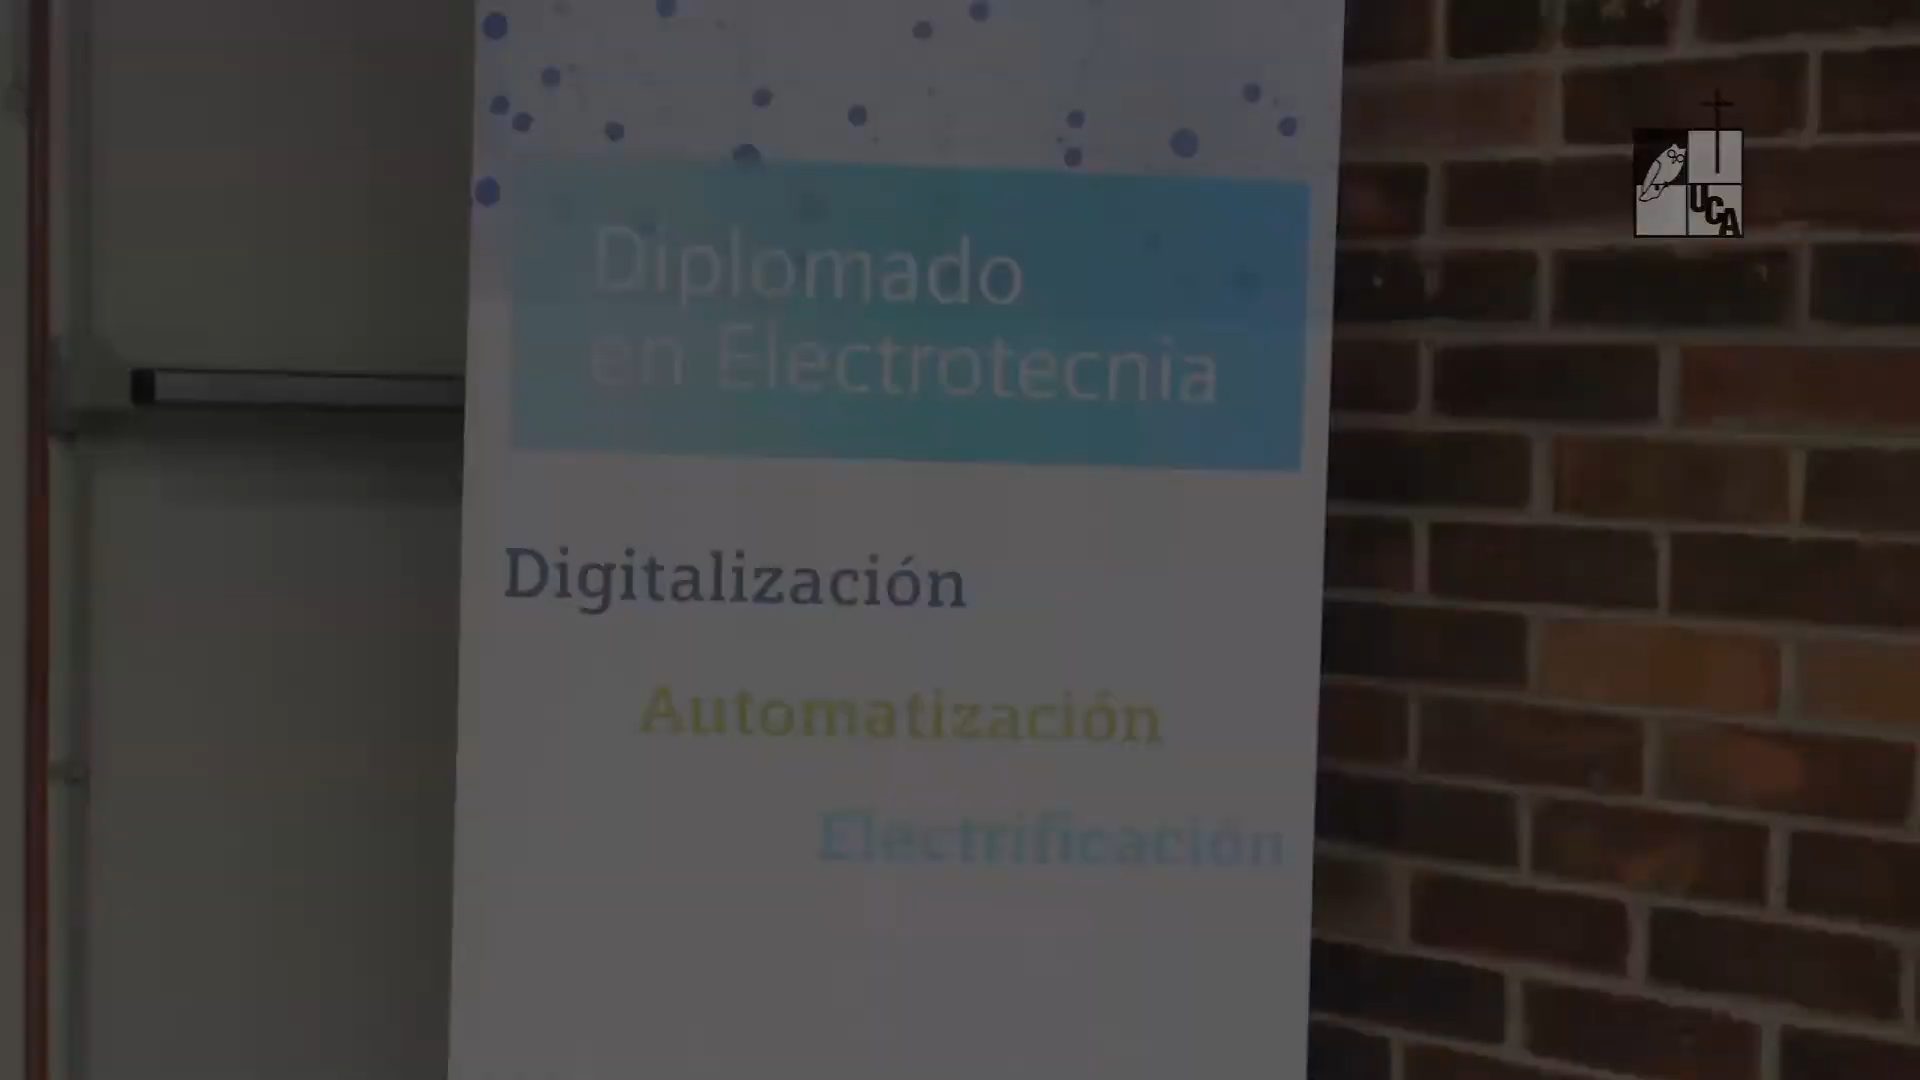 Diplomado
en Electrotecnia
UCA
Digitalización
Automatización
Electrificación